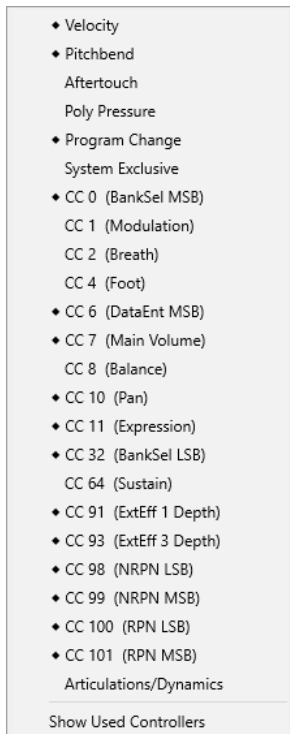 ◆ Velocity
◆ Pitchbend
Aftertouch
Poly Pressure
◆ Program Change
System Exclusive
◆ CC 0 (BankSel MSB)
CC 1 (Modulation)
CC 2 (Breath)
CC 4 (Foot)
◆ CC 6 (DataEnt MSB)
◆ CC 7 (Main Volume)
CC 8 (Balance)
◆ CC 10 (Pan)
◆ CC 11 (Expression)
◆ CC 32 (BankSel LSB)
CC 64 (Sustain)
◆ CC 91 (ExtEff 1 Depth)
◆ CC 93 (ExtEff 3 Depth)
◆ CC 98 (NRPN LSB)
◆ CC 99 (NRPN MSB)
◆ CC 100 (RPN LSB)
◆ CC 101 (RPN MSB)
Articulations/Dynamics
Show Used Controllers